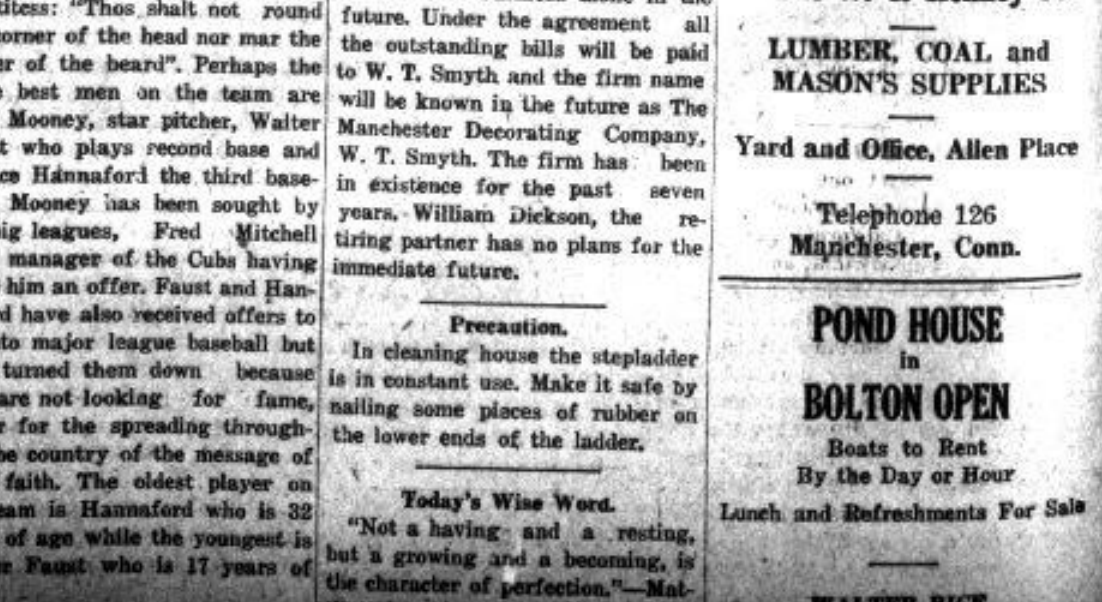 titess: "Thos shalt not round
corner of the head nor mar the
er of the beard". Perhaps the
best men on the team are
Mooney, star pitcher, Walter
t who plays second base and
ce Hannaford the third base-
Mooney has been sought by
ig leagues, Fred Mitchell
manager of the Cubs having
him an offer. Faust and Han-
d have also received offers to
to major league baseball but
turned them down because
are not looking for fame,
r for the spreading through-
he country of the message of
faith. The oldest player on
eam is Hannaford who is 32
of age while the youngest is
r Faust who is 17 years of
future. Under the agreement all
the outstanding bills will be paid
to W. T. Smyth and the firm name
will be known in the future as The
Manchester Decorating Company,
W. T. Smyth. The firm has been
in existence for the past seven
years. William Dickson, the re-
tiring partner has no plans for the
immediate future.
Precaution.
In cleaning house the stepladder
is in constant use. Make it safe by
nailing some places of rubber on
the lower ends of the ladder.
Today's Wise Word.
"Not a having and a resting,
but a growing and a becoming, is
the character of perfection."—Mat-
LUMBER, COAL and
MASON'S SUPPLIES
Yard and Office, Allen Place
Telephone 126
Manchester, Conn.
POND HOUSE
in
BOLTON OPEN
Boats to Rent
By the Day or Hour
Lunch and Refreshments For Sale